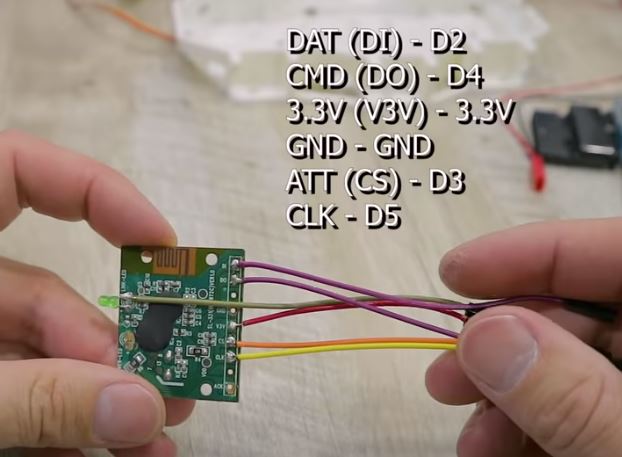 DAT (DI) - D2
CMD (DO) - D4
3.3V (V3V) - 3.3V
GND - GND
ATT (CS) - D3
CLK - D5